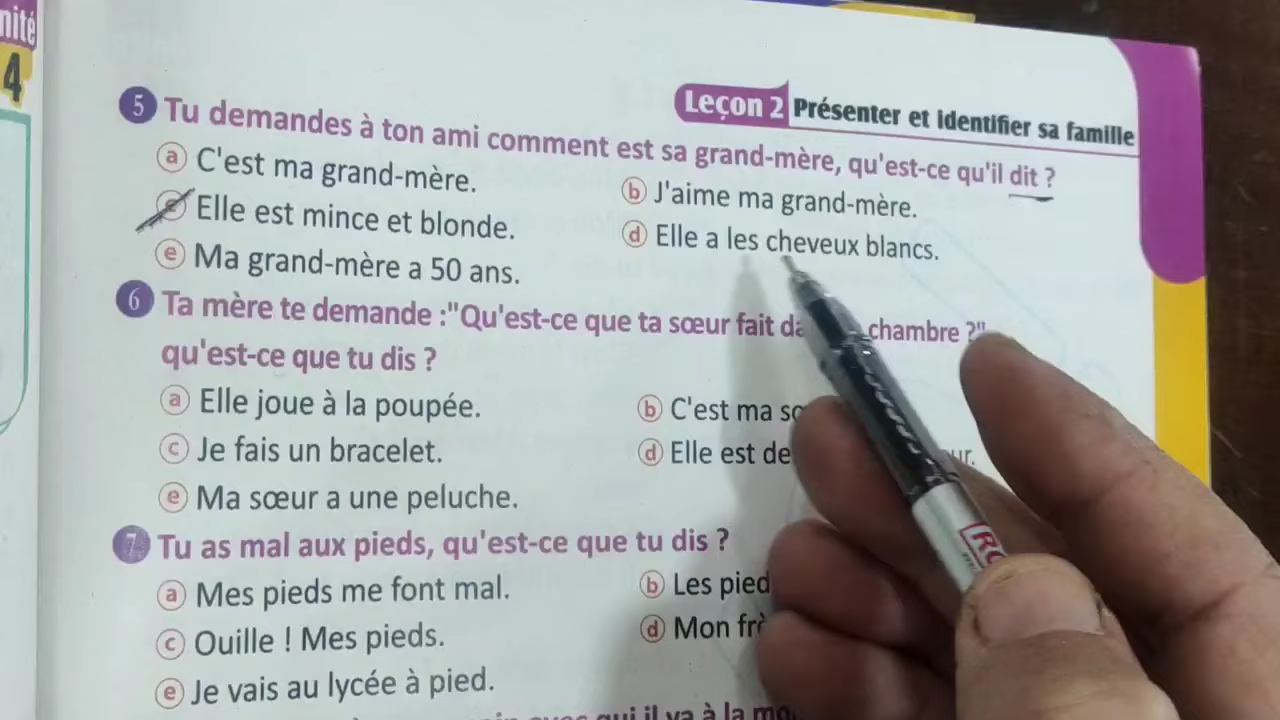 nité
4
Leçon 2 Présenter et identifier sa famille
5 Tu demandes à ton ami comment est sa grand-mère, qu'est-ce qu'il dit ?
a C'est ma grand-mère.
b J'aime ma grand-mère.
c Elle est mince et blonde.
d Elle a les cheveux blancs.
e Ma grand-mère a 50 ans.
6 Ta mère te demande :"Qu'est-ce que ta sœur fait da chambre ?"
qu'est-ce que tu dis ?
a Elle joue à la poupée.
b C'est ma
c Je fais un bracelet.
d Elle est de ur.
e Ma sœur a une peluche.
7 Tu as mal aux pieds, qu'est-ce que tu dis ?
a Mes pieds me font mal.
b Les pied
c Ouille ! Mes pieds.
d Mon frè
e Je vais au lycée à pied.
qui il va à la